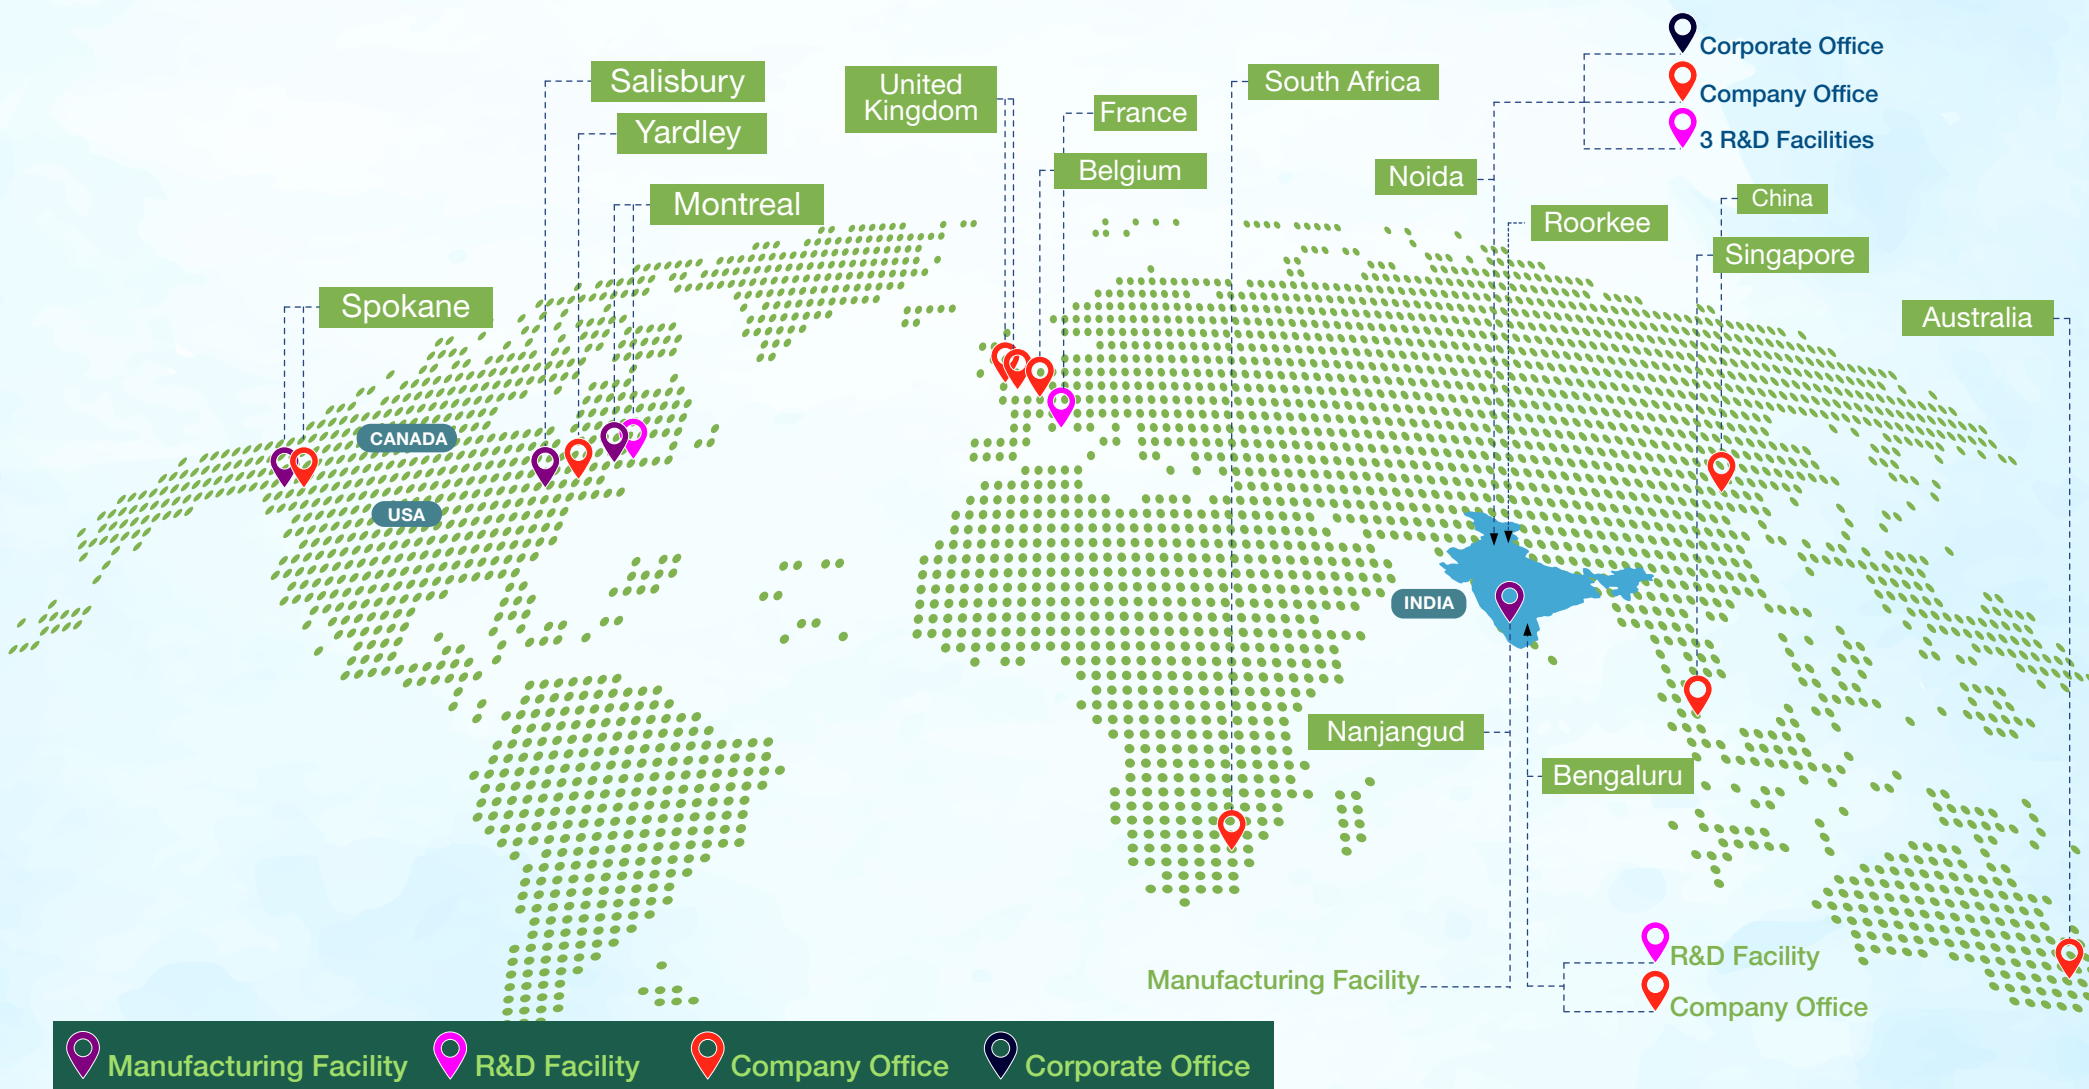 Corporate Office
Company Office
3 R&D Facilities
Salisbury
United
Kingdom
South Africa
France
Yardley
Belgium
Noida
China
Montreal
Roorkee
Singapore
Spokane
Australia
CANADA
USA
INDIA
Nanjangud
Bengaluru
R&D Facility
Manufacturing Facility
Company Office
Manufacturing Facility
R&D Facility
Company Office
Corporate Office